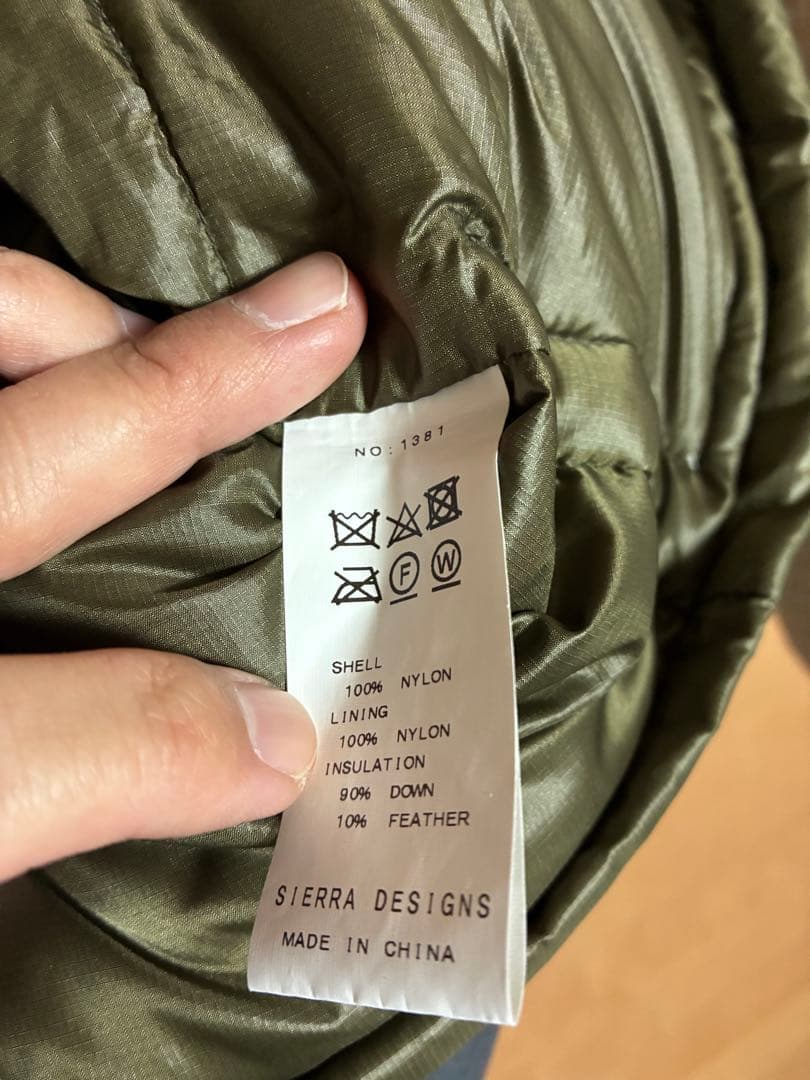 NO:1381
F W
SHELL
100% NYLON
LINING
100% NYLON
INSULATION
90% DOWN
10% FEATHER
SIERRA DESIGNS
MADE IN CHINA